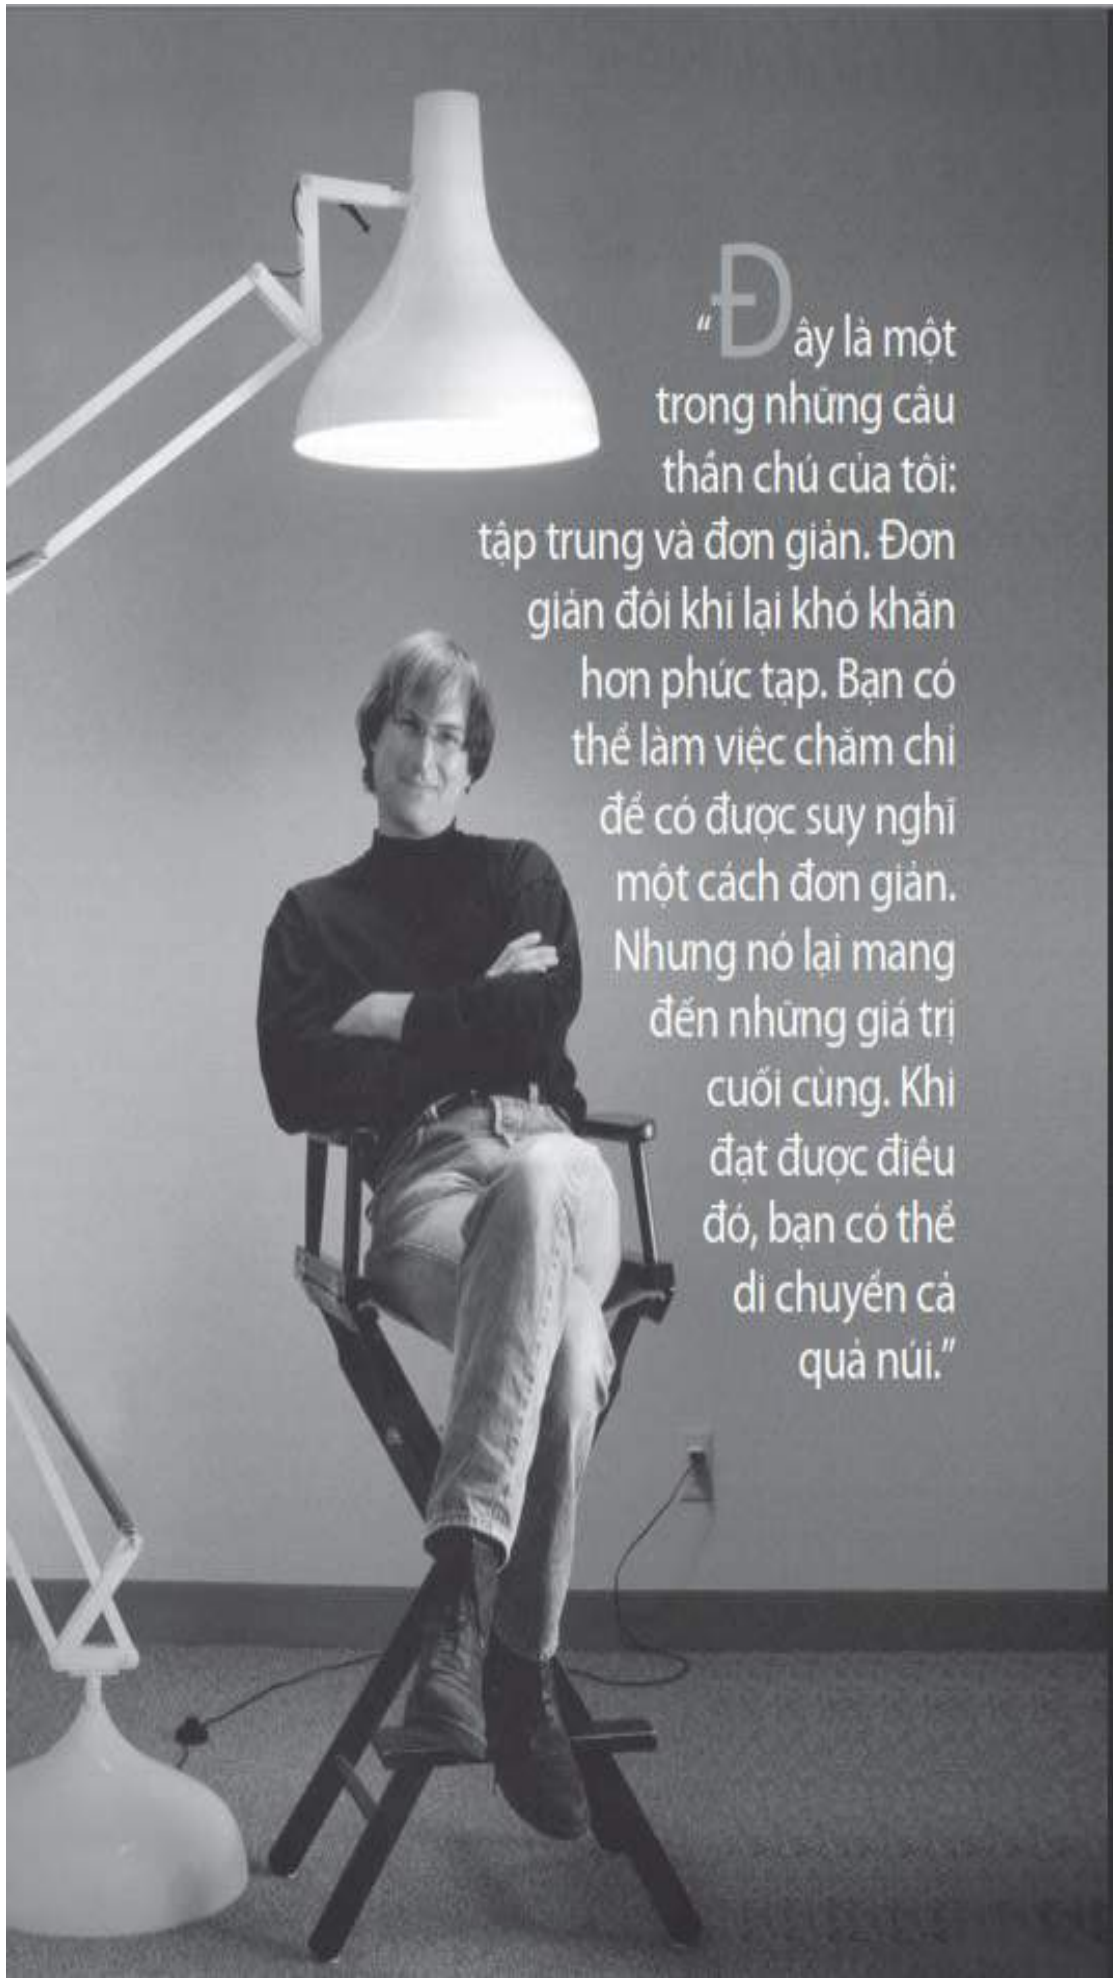 “Đây là một
trong những câu
thần chú của tôi:
tập trung và đơn giản. Đơn
giản đôi khi lại khó khăn
hơn phức tạp. Bạn có
thể làm việc chăm chỉ
để có được suy nghĩ
một cách đơn giản.
Nhưng nó lại mang
đến những giá trị
cuối cùng. Khi
đạt được điều
đó, bạn có thể
di chuyển cả
quả núi.”